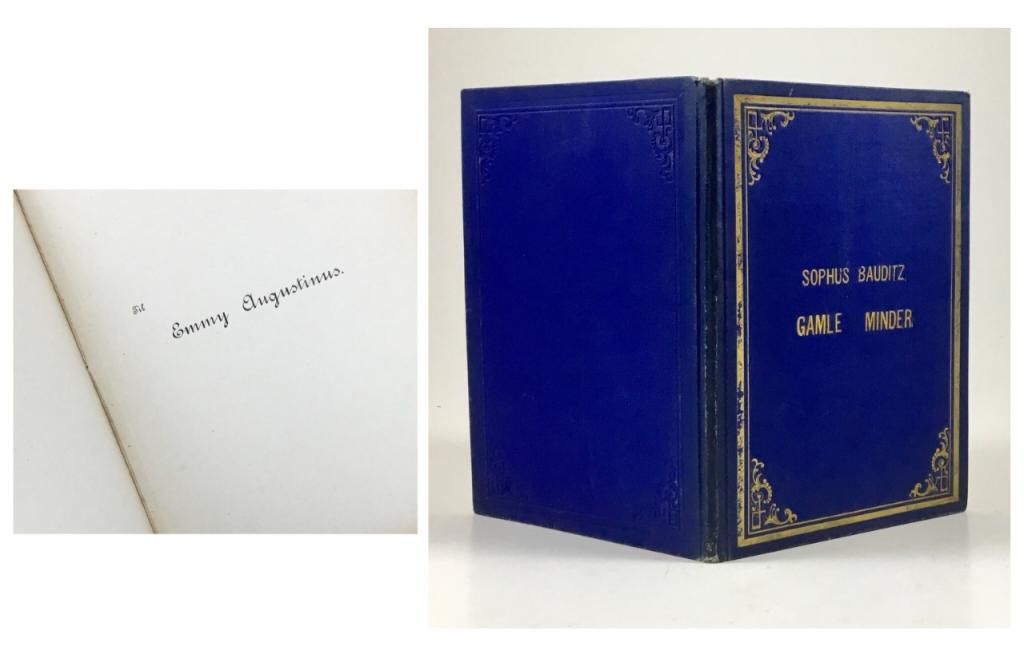 Til
Emmy Augustinus.
SOPHUS BAUDITZ.
GAMLE MINDER.